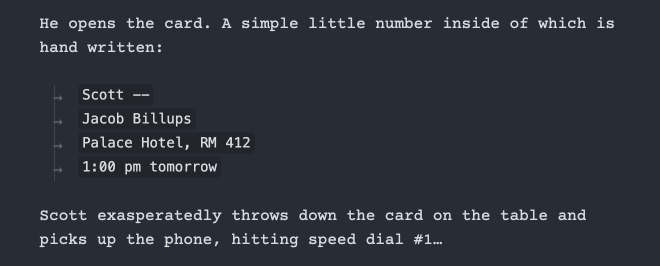 He opens the card. A simple little number inside of which is
hand written:
Scott --
Jacob Billups
Palace Hotel, RM 412
1:00 pm tomorrow
Scott exasperatedly throws down the card on the table and
picks up the phone, hitting speed dial #1…